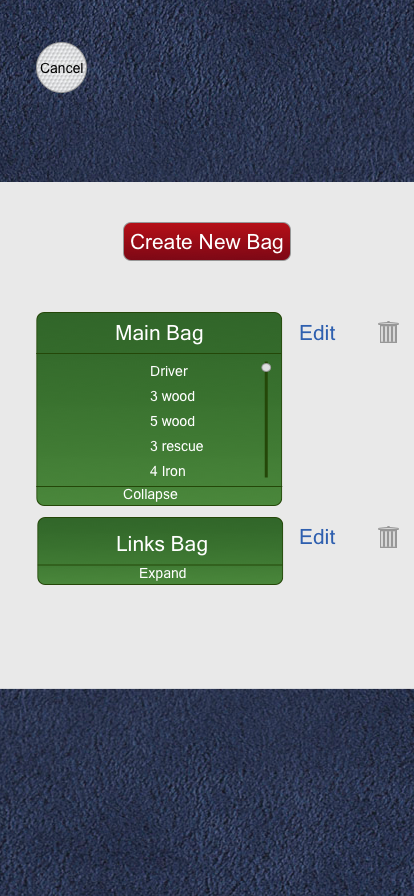 Cancel
Create New Bag
Main Bag
Edit
Driver
3 wood
5 wood
3 rescue
4 Iron
Collapse
Links Bag
Edit
Expand